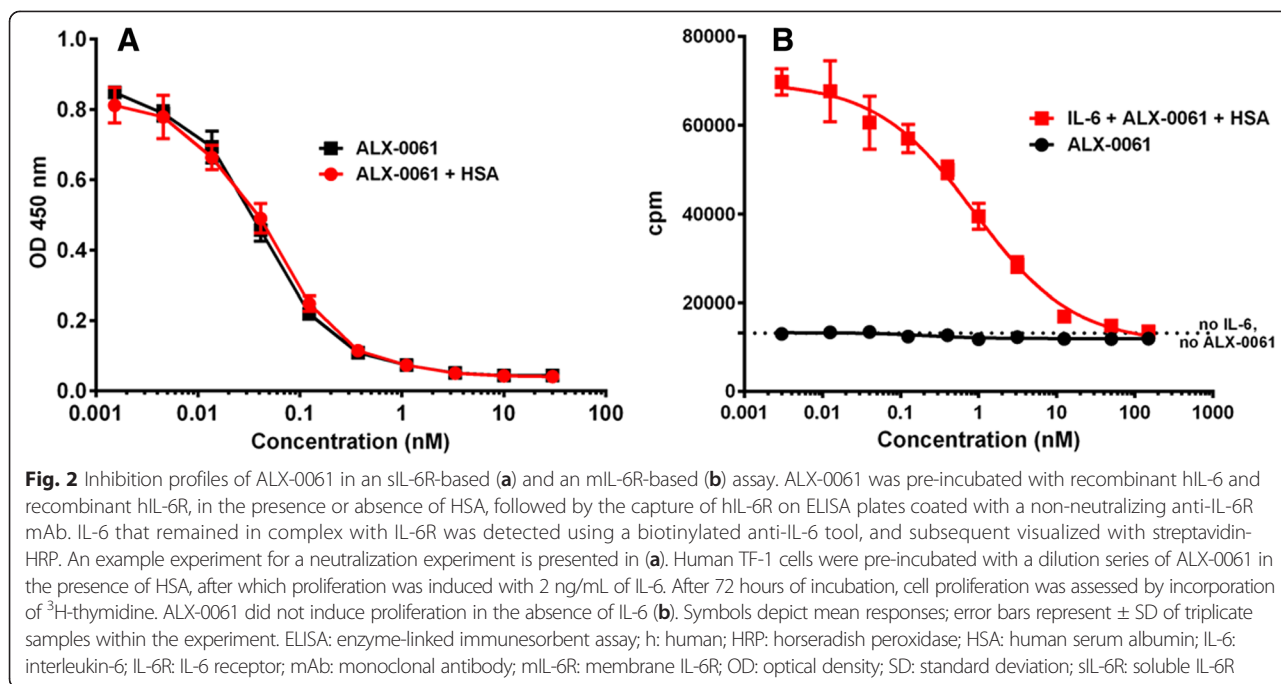 A
1.0
0.8
0.6
0.4
0.2
0.0
OD 450 nm
ALX-0061
ALX-0061 + HSA
0.001
0.01
0.1
1
10
100
Concentration (nM)
B
80000
60000
40000
20000
0
cpm
IL-6 + ALX-0061 + HSA
ALX-0061
no IL-6,
no ALX-0061
0.001
0.01
0.1
1
10
100
1000
Concentration (nM)
Fig. 2 Inhibition profiles of ALX-0061 in an sIL-6R-based (a) and an mIL-6R-based (b) assay. ALX-0061 was pre-incubated with recombinant hIL-6 and
recombinant hIL-6R, in the presence or absence of HSA, followed by the capture of hIL-6R on ELISA plates coated with a non-neutralizing anti-IL-6R
mAb. IL-6 that remained in complex with IL-6R was detected using a biotinylated anti-IL-6 tool, and subsequent visualized with streptavidin-
HRP. An example experiment for a neutralization experiment is presented in (a). Human TF-1 cells were pre-incubated with a dilution series of ALX-0061 in
the presence of HSA, after which proliferation was induced with 2 ng/mL of IL-6. After 72 hours of incubation, cell proliferation was assessed by incorporation
of ³H-thymidine. ALX-0061 did not induce proliferation in the absence of IL-6 (b). Symbols depict mean responses; error bars represent ± SD of triplicate
samples within the experiment. ELISA: enzyme-linked immunesorbent assay; h: human; HRP: horseradish peroxidase; HSA: human serum albumin; IL-6:
interleukin-6; IL-6R: IL-6 receptor; mAb: monoclonal antibody; mIL-6R: membrane IL-6R; OD: optical density; SD: standard deviation; sIL-6R: soluble IL-6R